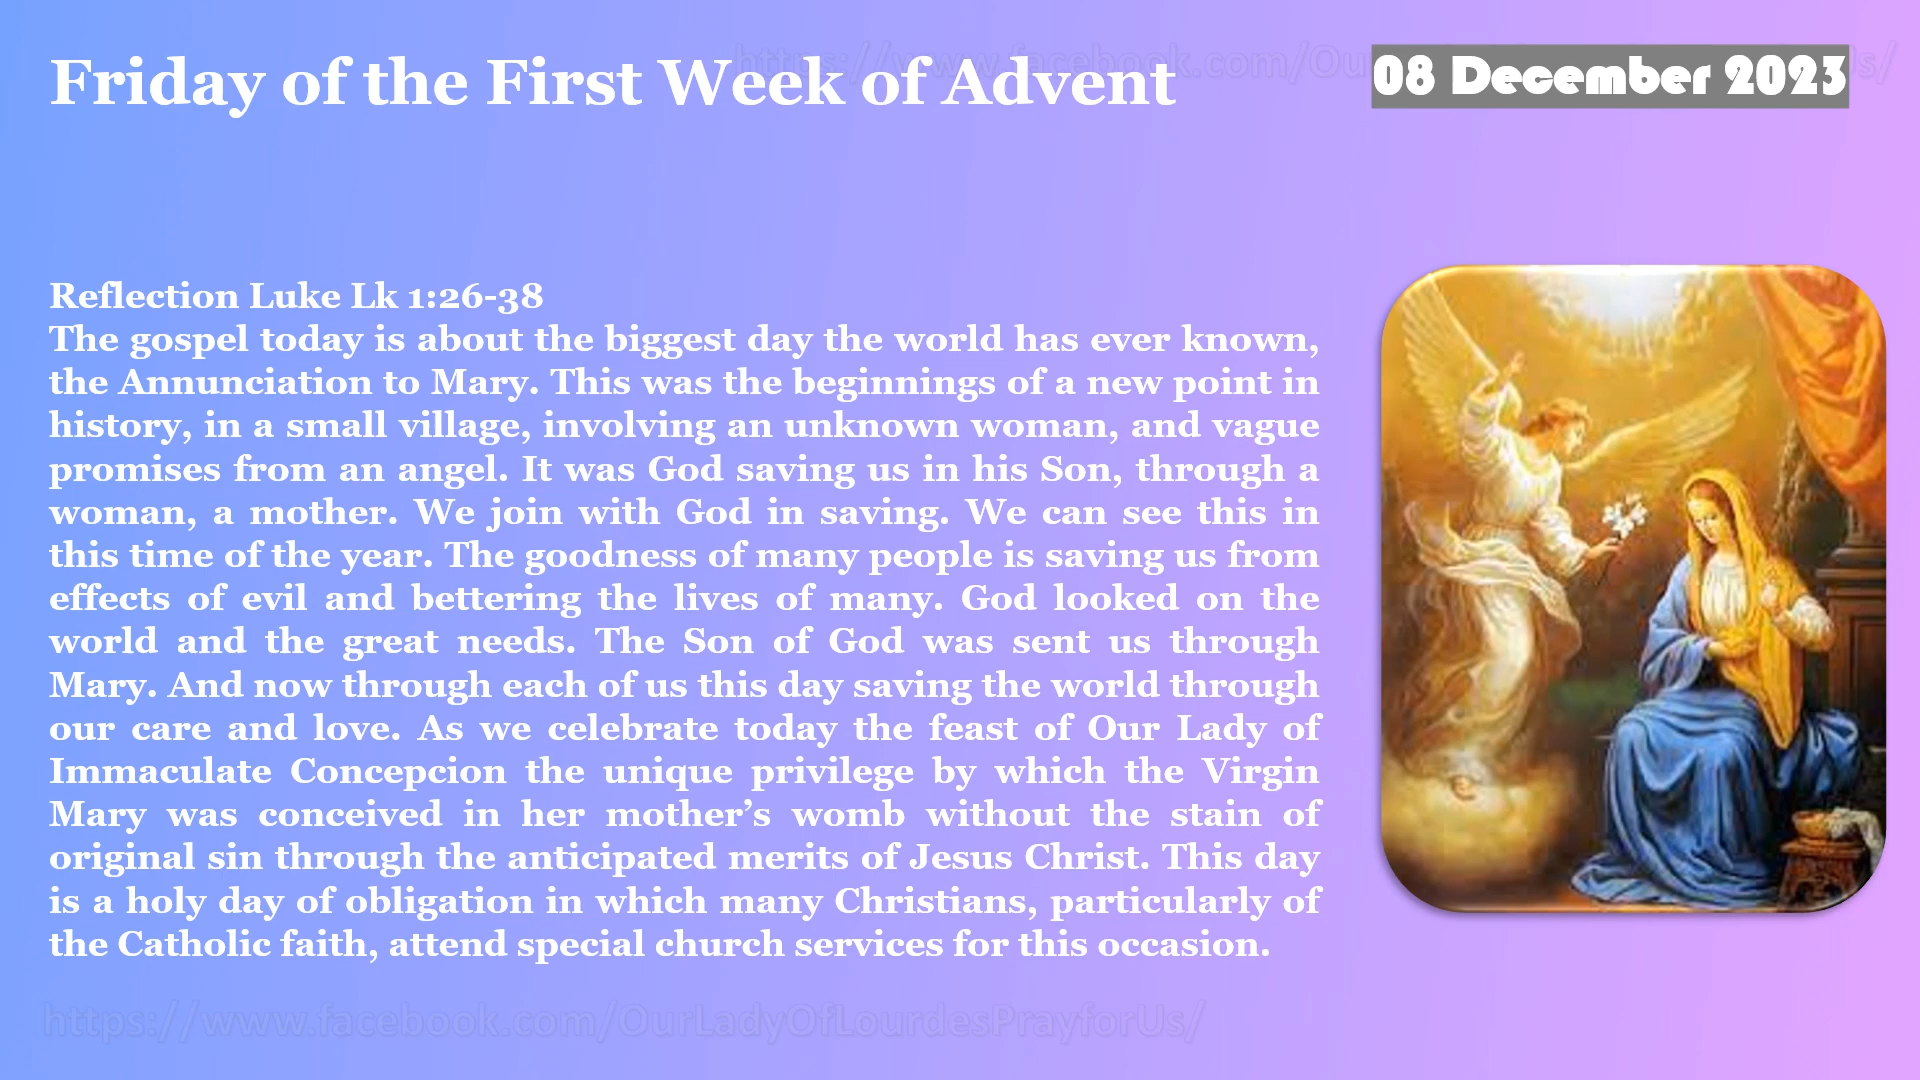 https://www.facebook.com/OurLadyOfLourdesPrayforUs/
Friday of the First Week of Advent
08 December 2023
Reflection Luke Lk 1:26-38
The gospel today is about the biggest day the world has ever known,
the Annunciation to Mary. This was the beginnings of a new point in
history, in a small village, involving an unknown woman, and vague
promises from an angel. It was God saving us in his Son, through a
woman, a mother. We join with God in saving. We can see this in
this time of the year. The goodness of many people is saving us from
effects of evil and bettering the lives of many. God looked on the
world and the great needs. The Son of God was sent us through
Mary. And now through each of us this day saving the world through
our care and love. As we celebrate today the feast of Our Lady of
Immaculate Concepcion the unique privilege by which the Virgin
Mary was conceived in her mother’s womb without the stain of
original sin through the anticipated merits of Jesus Christ. This day
is a holy day of obligation in which many Christians, particularly of
the Catholic faith, attend special church services for this occasion.
https://www.facebook.com/OurLadyOfLourdesPrayforUs/